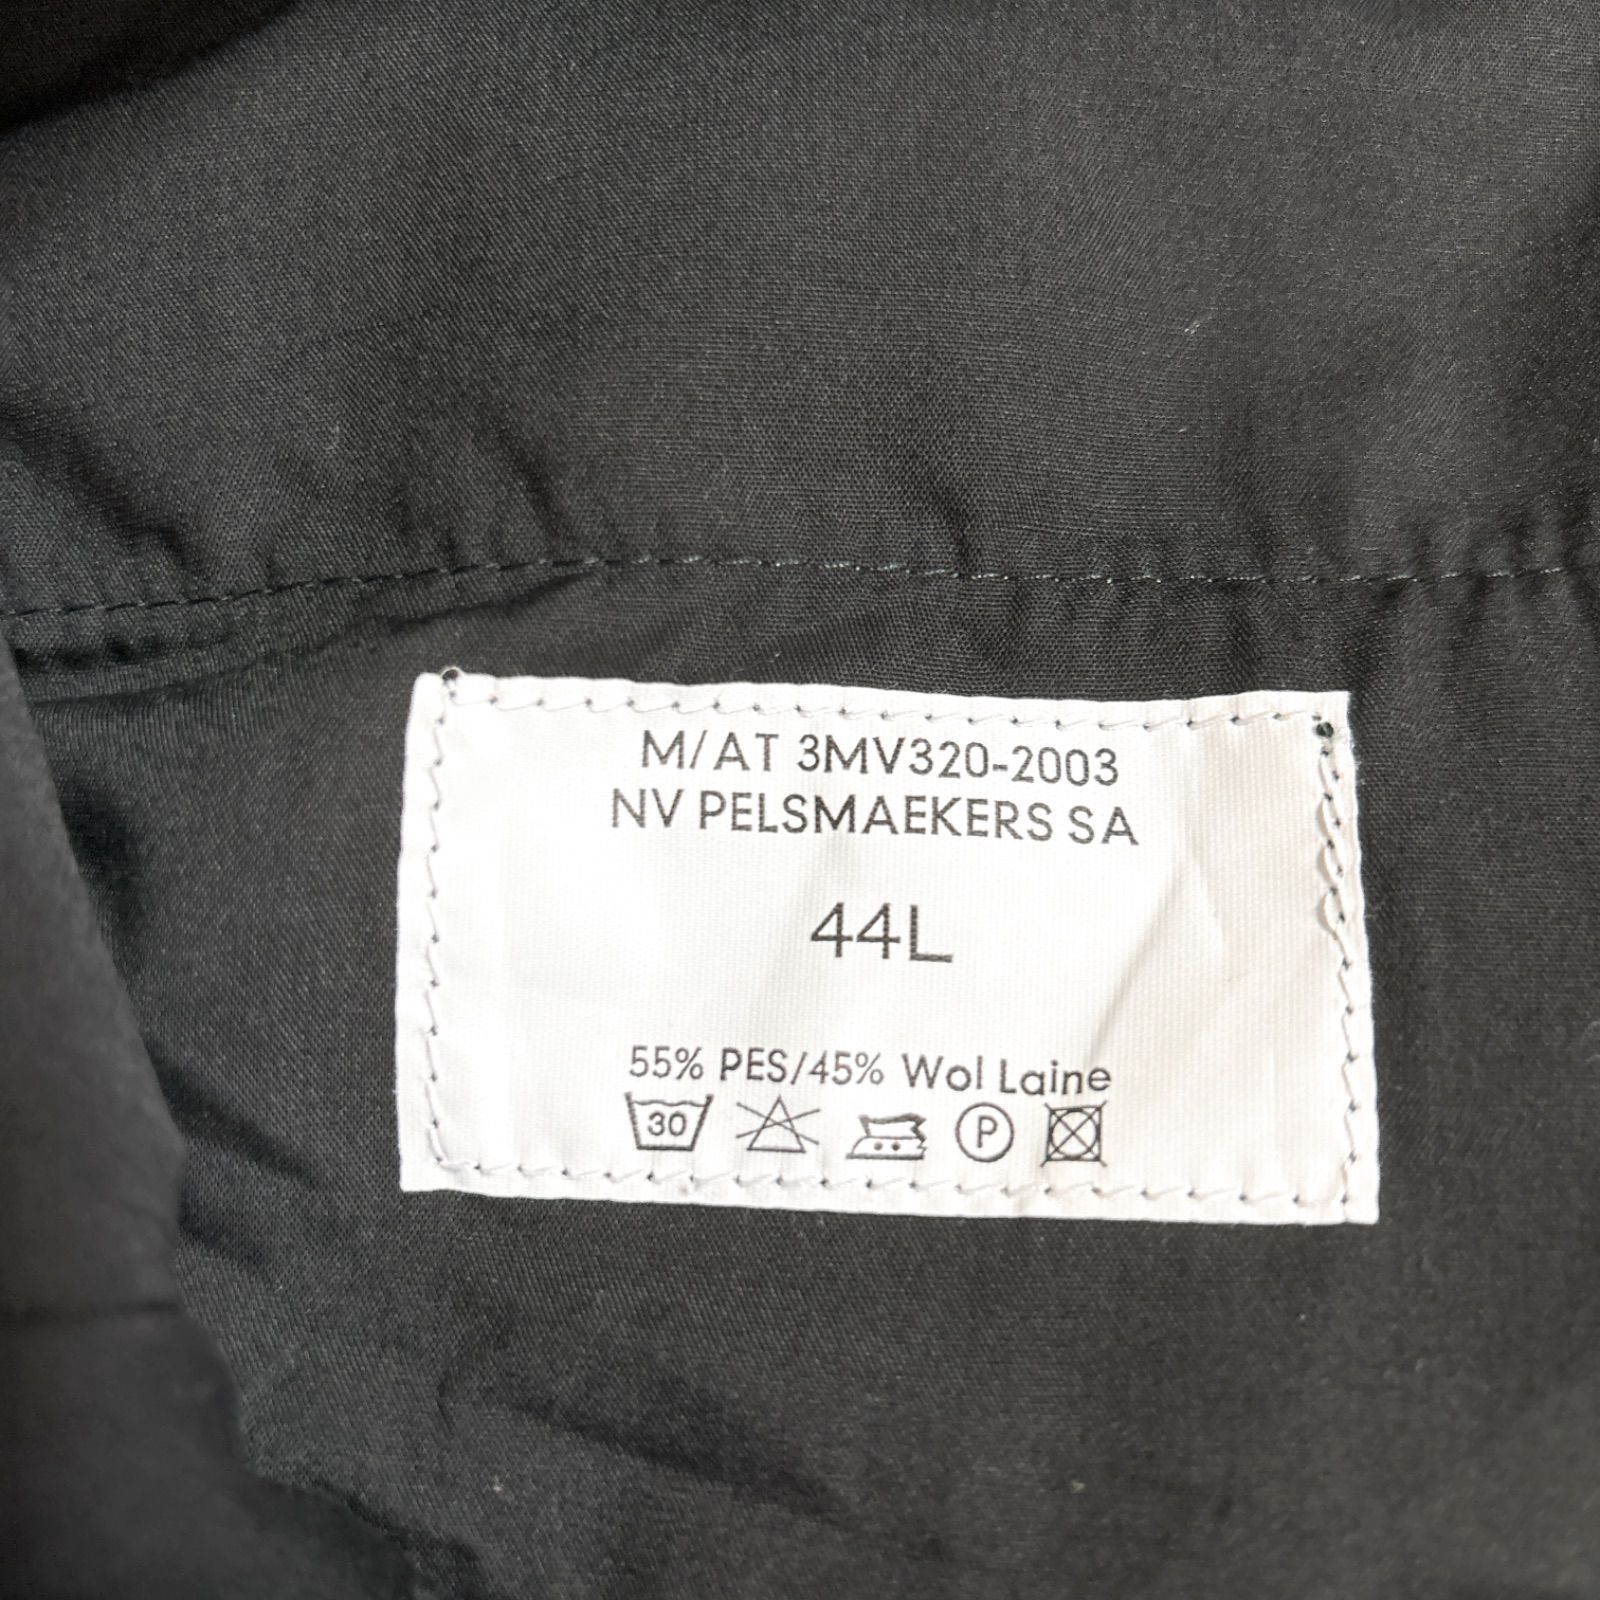 M/AT 3MV320-2003
NV PELSMAEKERS SA
44L
55% PES/45% Wol Laine
30 P